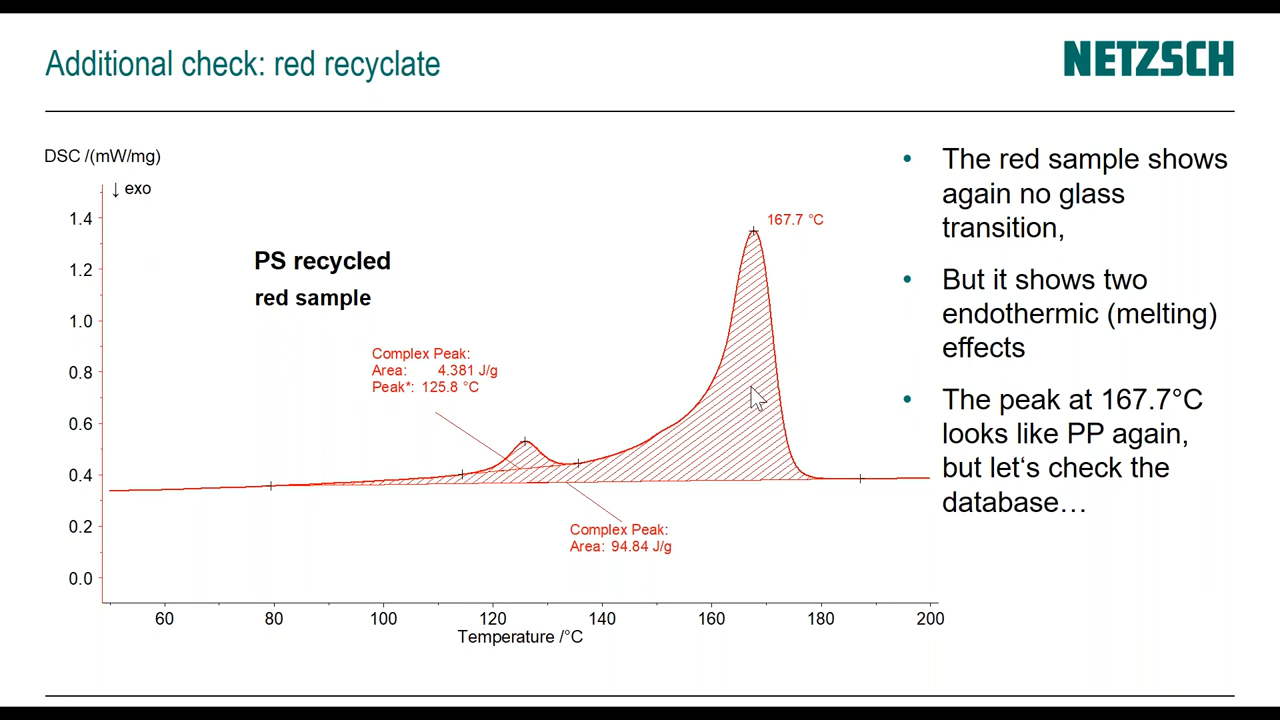 Additional check: red recyclate
NETZSCH
DSC /(mW/mg)
↓ exo
1.4
1.2
1.0
0.8
0.6
0.4
0.2
0.0
PS recycled
red sample
167.7 °C
Complex Peak:
Area: 4.381 J/g
Peak*: 125.8 °C
Complex Peak:
Area: 94.84 J/g
60 80 100 120 140 160 180 200
Temperature /°C
• The red sample shows
again no glass
transition,
• But it shows two
endothermic (melting)
effects
• The peak at 167.7°C
looks like PP again,
but let‘s check the
database…